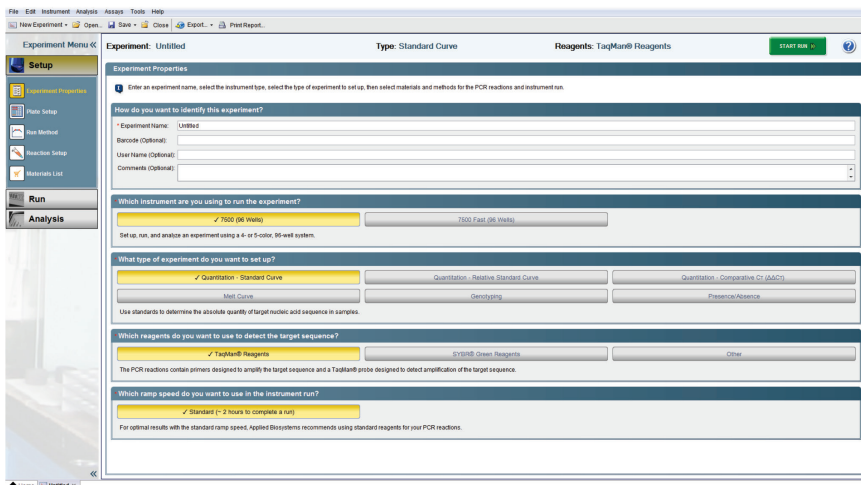 File Edit Instrument Analysis Assays Tools Help
New Experiment Open... Save Close Export... Print Report...
Experiment Menu «
Experiment: Untitled Type: Standard Curve Reagents: TaqMan® Reagents START RUN
Setup
Experiment Properties
Plate Setup
Run Method
Reaction Setup
Materials List
Run
Analysis
Experiment Properties
Enter an experiment name, select the instrument type, select the type of experiment to set up, then select materials and methods for the PCR reactions and instrument run.
How do you want to identify this experiment?
* Experiment Name: Untitled
Barcode (Optional):
User Name (Optional):
Comments (Optional):
Which instrument are you using to run the experiment?
✓ 7500 (96 Wells) 7500 Fast (96 Wells)
Set up, run, and analyze an experiment using a 4- or 5-color, 96-well system.
What type of experiment do you want to set up?
✓ Quantitation - Standard Curve Quantitation - Relative Standard Curve Quantitation - Comparative CT (ΔΔCT)
Melt Curve Genotyping Presence/Absence
Use standards to determine the absolute quantity of target nucleic acid sequence in samples.
Which reagents do you want to use to detect the target sequence?
✓ TaqMan® Reagents SYBR® Green Reagents Other
The PCR reactions contain primers designed to amplify the target sequence and a TaqMan® probe designed to detect amplification of the target sequence.
Which ramp speed do you want to use in the instrument run?
✓ Standard (~ 2 hours to complete a run)
For optimal results with the standard ramp speed, Applied Biosystems recommends using standard reagents for your PCR reactions.
«